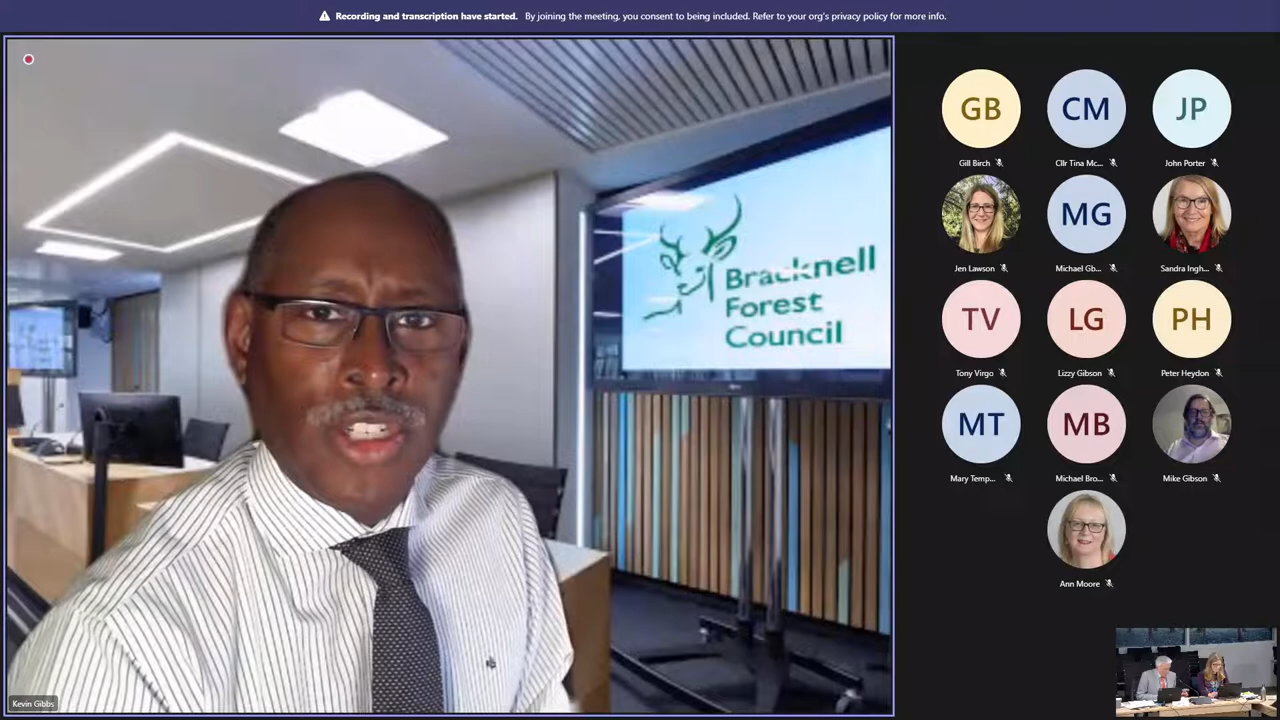 Recording and transcription have started. By joining the meeting, you consent to being included. Refer to your org's privacy policy for more info.
Bracknell
Forest
Council
Kevin Gibbs
GB
CM
JP
Gill Birch
Cllr Tina Mc...
John Porter
MG
Jen Lawson
Michael Gb...
Sandra Ingh...
TV
LG
PH
Tony Virgo
Lizzy Gibson
Peter Heydon
MT
MB
Mary Temp...
Michael Bro...
Mike Gibson
Ann Moore